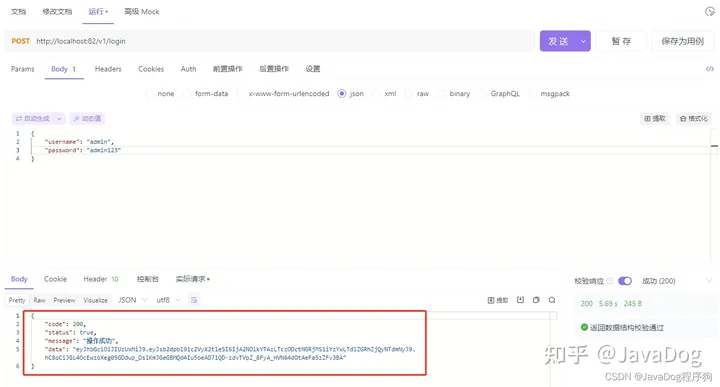 文档 修改文档 运行 高级 Mock
POST http://localhost:82/v1/login
发 送 暂 存 保存为用例
Params Body 1 Headers Cookies Auth 前置操作 后置操作 设置
none form-data x-www-form-urlencoded json xml raw binary GraphQL msgpack
自动生成 动态值 提取 格式化
1 {
2 "username": "admin",
3 "password": "admin123"
4 }
Body Cookie Header 10 控制台 实际请求
校验响应 成功 (200)
Pretty Raw Preview Visualize JSON utf8 提取
200 5.69 s 245 B
返回数据结构校验通过
1 {
2 "code": 200,
3 "status": true,
4 "message": "操作成功",
5 "data":
6 }
知乎 @JavaDog
CSDN @JavaDog程序狗